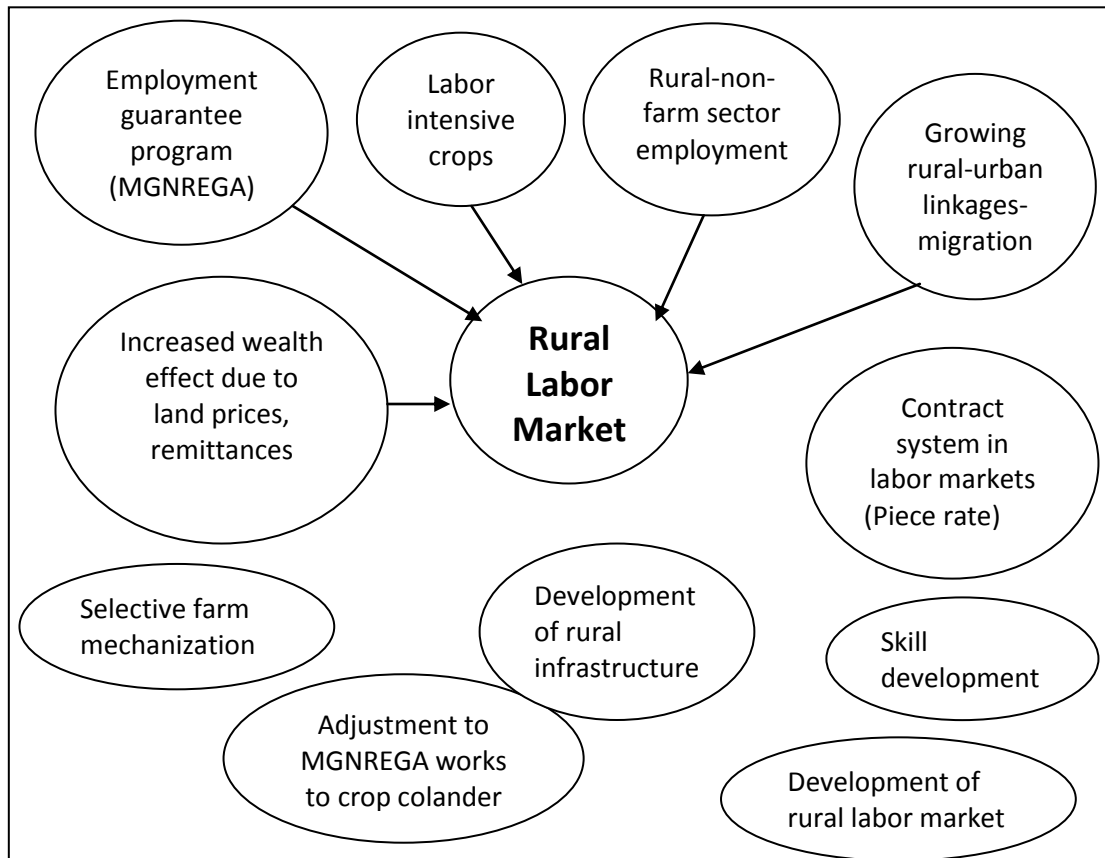 Employment
guarantee
program
(MGNREGA)
Labor
intensive
crops
Rural-non-
farm sector
employment
Growing
rural-urban
linkages-
migration
Increased wealth
effect due to
land prices,
remittances
Rural
Labor
Market
Contract
system in
labor markets
(Piece rate)
Selective farm
mechanization
Development
of rural
infrastructure
Skill
development
Adjustment to
MGNREGA works
to crop colander
Development of
rural labor market